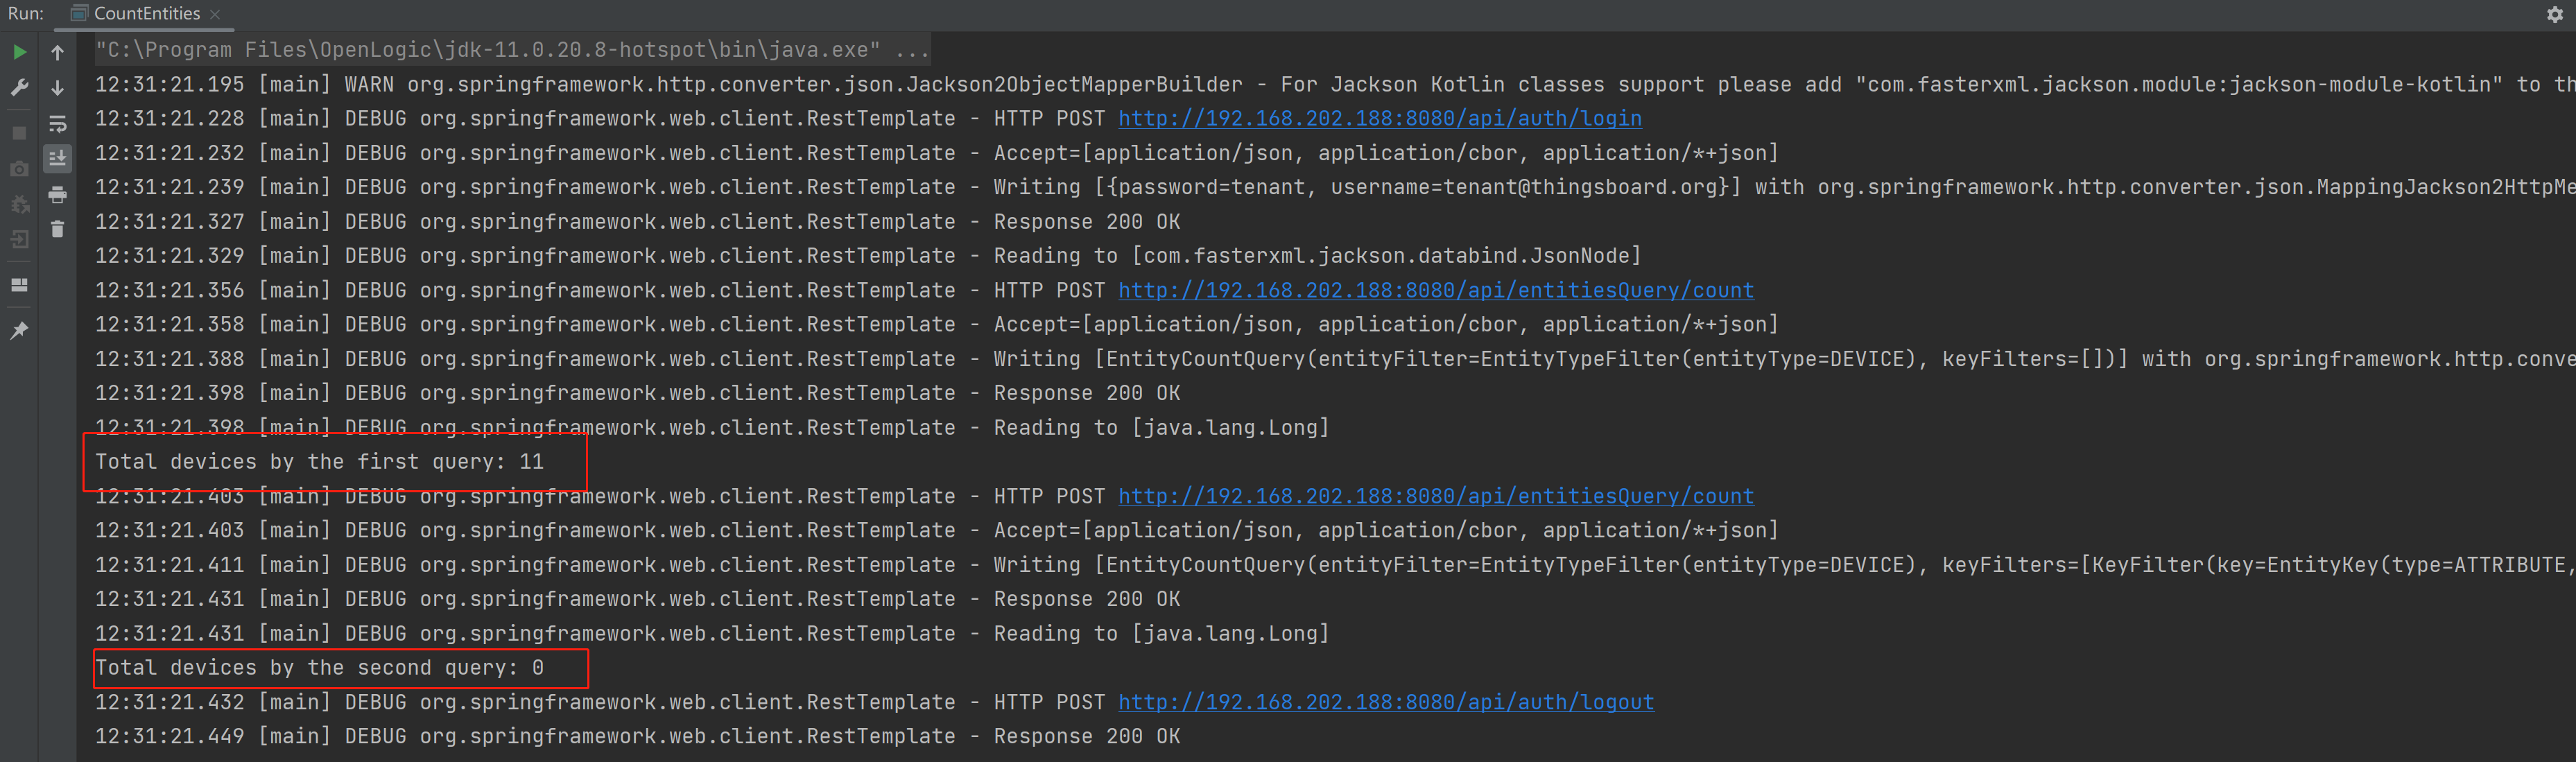 Run: CountEntities
"C:\Program Files\OpenLogic\jdk-11.0.20.8-hotspot\bin\java.exe" ...
12:31:21.195 [main] WARN org.springframework.http.converter.json.Jackson2ObjectMapperBuilder - For Jackson Kotlin classes support please add "com.fasterxml.jackson.module:jackson-module-kotlin" to th
12:31:21.228 [main] DEBUG org.springframework.web.client.RestTemplate - HTTP POST http://192.168.202.188:8080/api/auth/login
12:31:21.232 [main] DEBUG org.springframework.web.client.RestTemplate - Accept=[application/json, application/cbor, application/*+json]
12:31:21.239 [main] DEBUG org.springframework.web.client.RestTemplate - Writing [{password=tenant, username=tenant@thingsboard.org}] with org.springframework.http.converter.json.MappingJackson2HttpMe
12:31:21.327 [main] DEBUG org.springframework.web.client.RestTemplate - Response 200 OK
12:31:21.329 [main] DEBUG org.springframework.web.client.RestTemplate - Reading to [com.fasterxml.jackson.databind.JsonNode]
12:31:21.356 [main] DEBUG org.springframework.web.client.RestTemplate - HTTP POST http://192.168.202.188:8080/api/entitiesQuery/count
12:31:21.358 [main] DEBUG org.springframework.web.client.RestTemplate - Accept=[application/json, application/cbor, application/*+json]
12:31:21.388 [main] DEBUG org.springframework.web.client.RestTemplate - Writing [EntityCountQuery(entityFilter=EntityTypeFilter(entityType=DEVICE), keyFilters=[])] with org.springframework.http.conve
12:31:21.398 [main] DEBUG org.springframework.web.client.RestTemplate - Response 200 OK
12:31:21.398 [main] DEBUG org.springframework.web.client.RestTemplate - Reading to [java.lang.Long]
Total devices by the first query: 11
12:31:21.403 [main] DEBUG org.springframework.web.client.RestTemplate - HTTP POST http://192.168.202.188:8080/api/entitiesQuery/count
12:31:21.403 [main] DEBUG org.springframework.web.client.RestTemplate - Accept=[application/json, application/cbor, application/*+json]
12:31:21.411 [main] DEBUG org.springframework.web.client.RestTemplate - Writing [EntityCountQuery(entityFilter=EntityTypeFilter(entityType=DEVICE), keyFilters=[KeyFilter(key=EntityKey(type=ATTRIBUTE,
12:31:21.431 [main] DEBUG org.springframework.web.client.RestTemplate - Response 200 OK
12:31:21.431 [main] DEBUG org.springframework.web.client.RestTemplate - Reading to [java.lang.Long]
Total devices by the second query: 0
12:31:21.432 [main] DEBUG org.springframework.web.client.RestTemplate - HTTP POST http://192.168.202.188:8080/api/auth/logout
12:31:21.449 [main] DEBUG org.springframework.web.client.RestTemplate - Response 200 OK